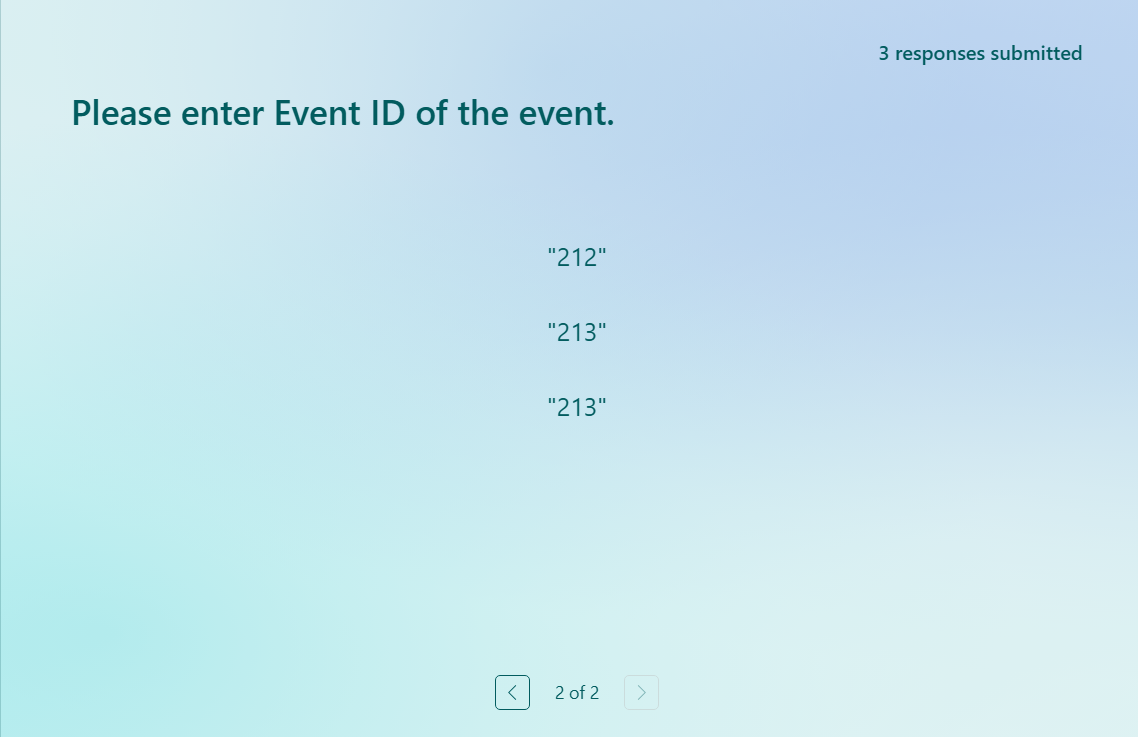 3 responses submitted
Please enter Event ID of the event.
"212"
"213"
"213"
2 of 2